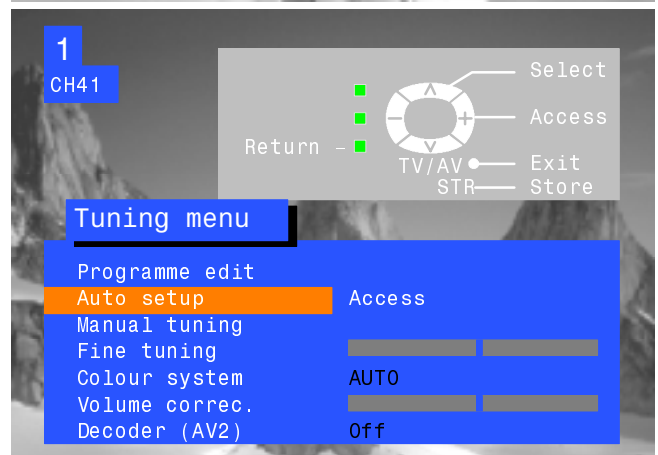 1
CH41
Select
Access
Return
TV/AV Exit
STR Store
Tuning menu
Programme edit
Auto setup Access
Manual tuning
Fine tuning
Colour system AUTO
Volume correc.
Decoder (AV2) Off